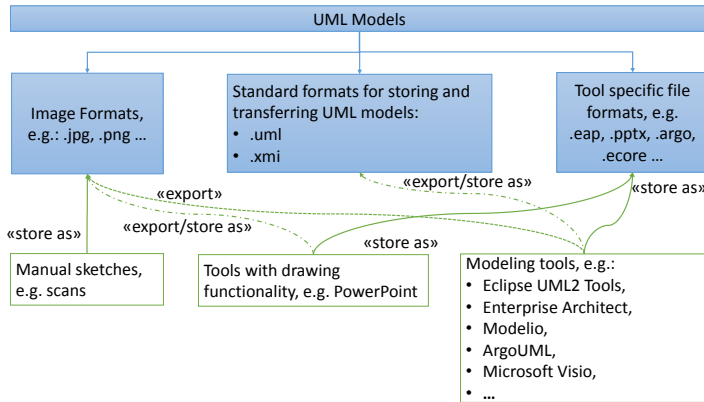 UML Models
Image Formats,
e.g.: .jpg, .png ...
Standard formats for storing and
transferring UML models:
• .uml
• .xmi
Tool specific file
formats, e.g.
.eap, .pptx, .argo,
.ecore ...
«export»
«export/store as»
«store as»
«export/store as»
«store as»
«store as»
Manual sketches,
e.g. scans
Tools with drawing
functionality, e.g. PowerPoint
Modeling tools, e.g.:
• Eclipse UML2 Tools,
• Enterprise Architect,
• Modelio,
• ArgoUML,
• Microsoft Visio,
• ...